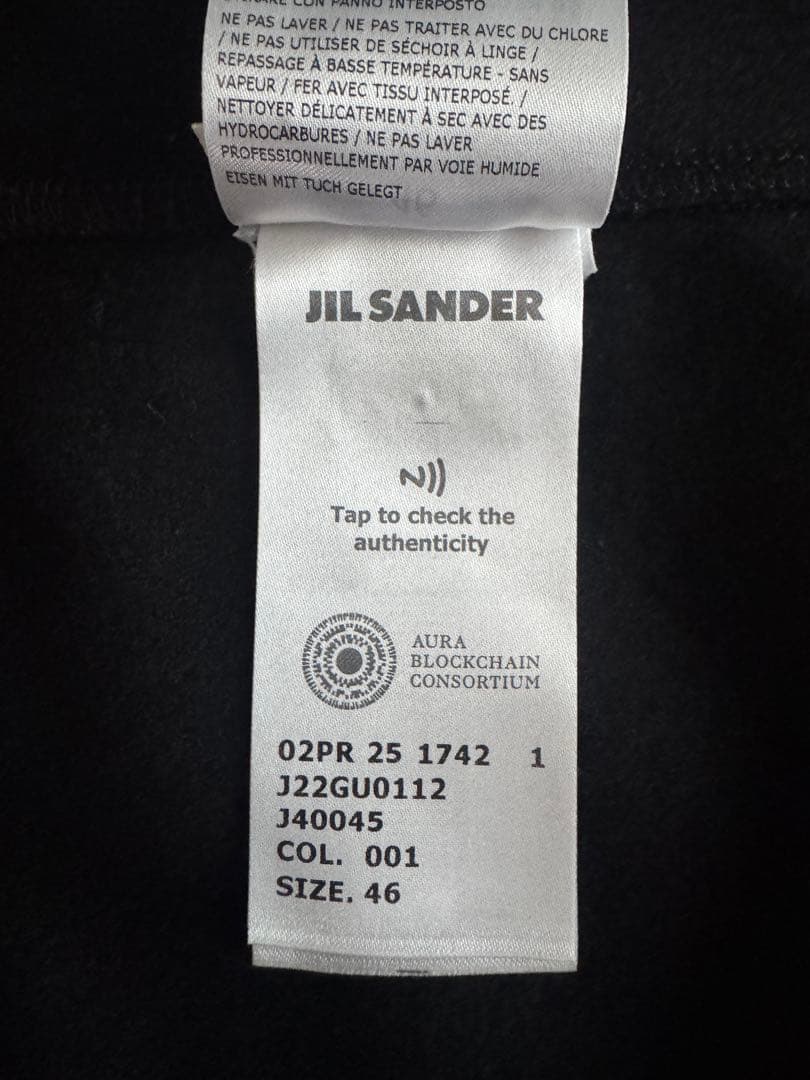 CON PANNO INTERPOSTO
NE PAS LAVER / NE PAS TRAITER AVEC DU CHLORE
/ NE PAS UTILISER DE SÉCHOIR À LINGE /
REPASSAGE À BASSE TEMPÉRATURE - SANS
VAPEUR / FER AVEC TISSU INTERPOSÉ. /
NETTOYER DÉLICATEMENT À SEC AVEC DES
HYDROCARBURES / NE PAS LAVER
PROFESSIONNELLEMENT PAR VOIE HUMIDE
EISEN MIT TUCH GELEGT
JIL SANDER
Tap to check the
authenticity
AURA
BLOCKCHAIN
CONSORTIUM
02PR 25 1742 1
J22GU0112
J40045
COL. 001
SIZE. 46